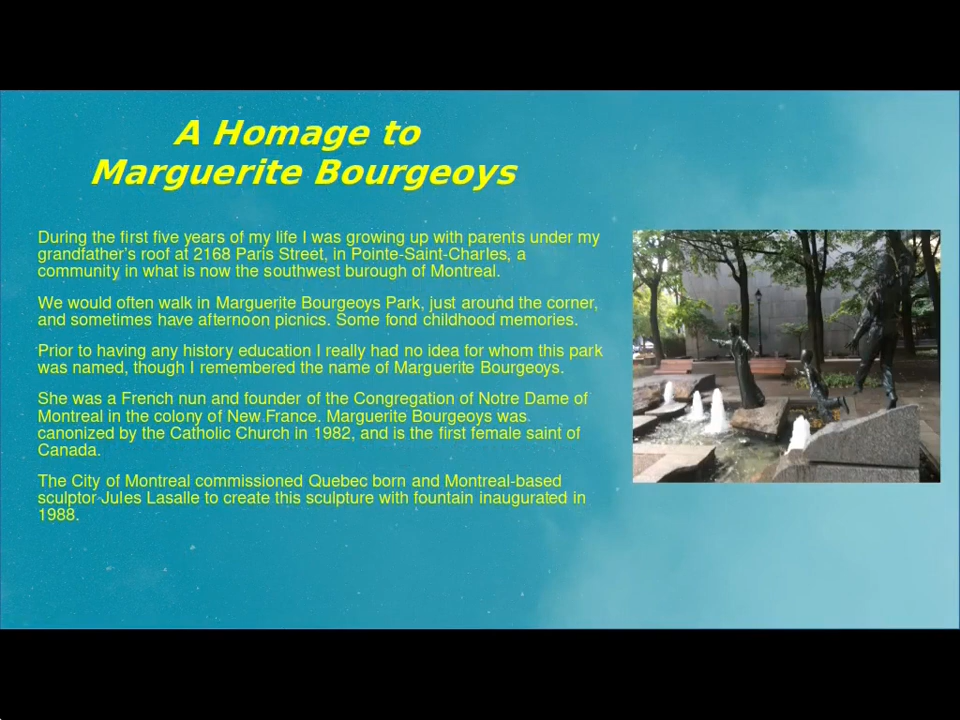 A Homage to
Marguerite Bourgeoys
During the first five years of my life I was growing up with parents under my
grandfather's roof at 2168 Paris Street, in Pointe-Saint-Charles, a
community in what is now the southwest burough of Montreal.
We would often walk in Marguerite Bourgeoys Park, just around the corner,
and sometimes have afternoon picnics. Some fond childhood memories.
Prior to having any history education I really had no idea for whom this park
was named, though I remembered the name of Marguerite Bourgeoys.
She was a French nun and founder of the Congregation of Notre Dame of
Montreal in the colony of New France. Marguerite Bourgeoys was
canonized by the Catholic Church in 1982, and is the first female saint of
Canada.
The City of Montreal commissioned Quebec born and Montreal-based
sculptor Jules Lasalle to create this sculpture with fountain inaugurated in
1988.